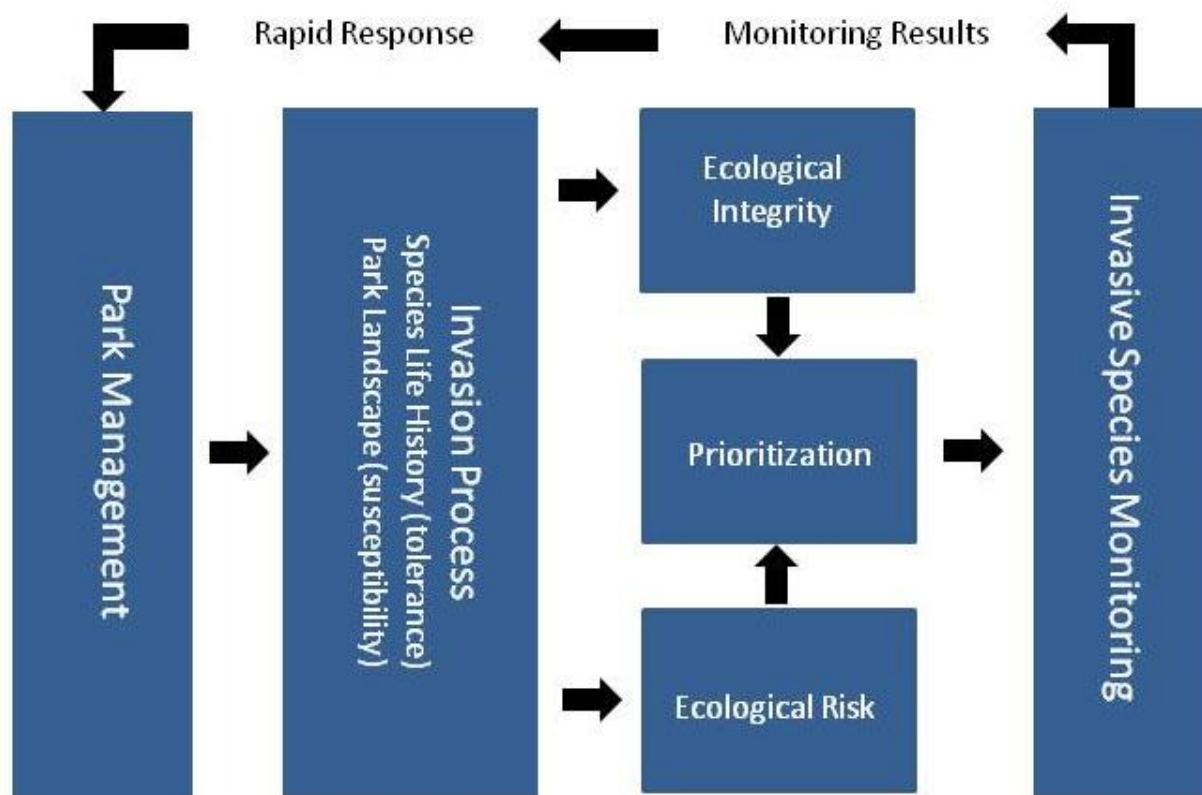 Rapid Response
Monitoring Results
Park Management
Invasion Process
Species Life History (tolerance)
Park Landscape (susceptibility)
Ecological
Integrity
Prioritization
Ecological Risk
Invasive Species Monitoring